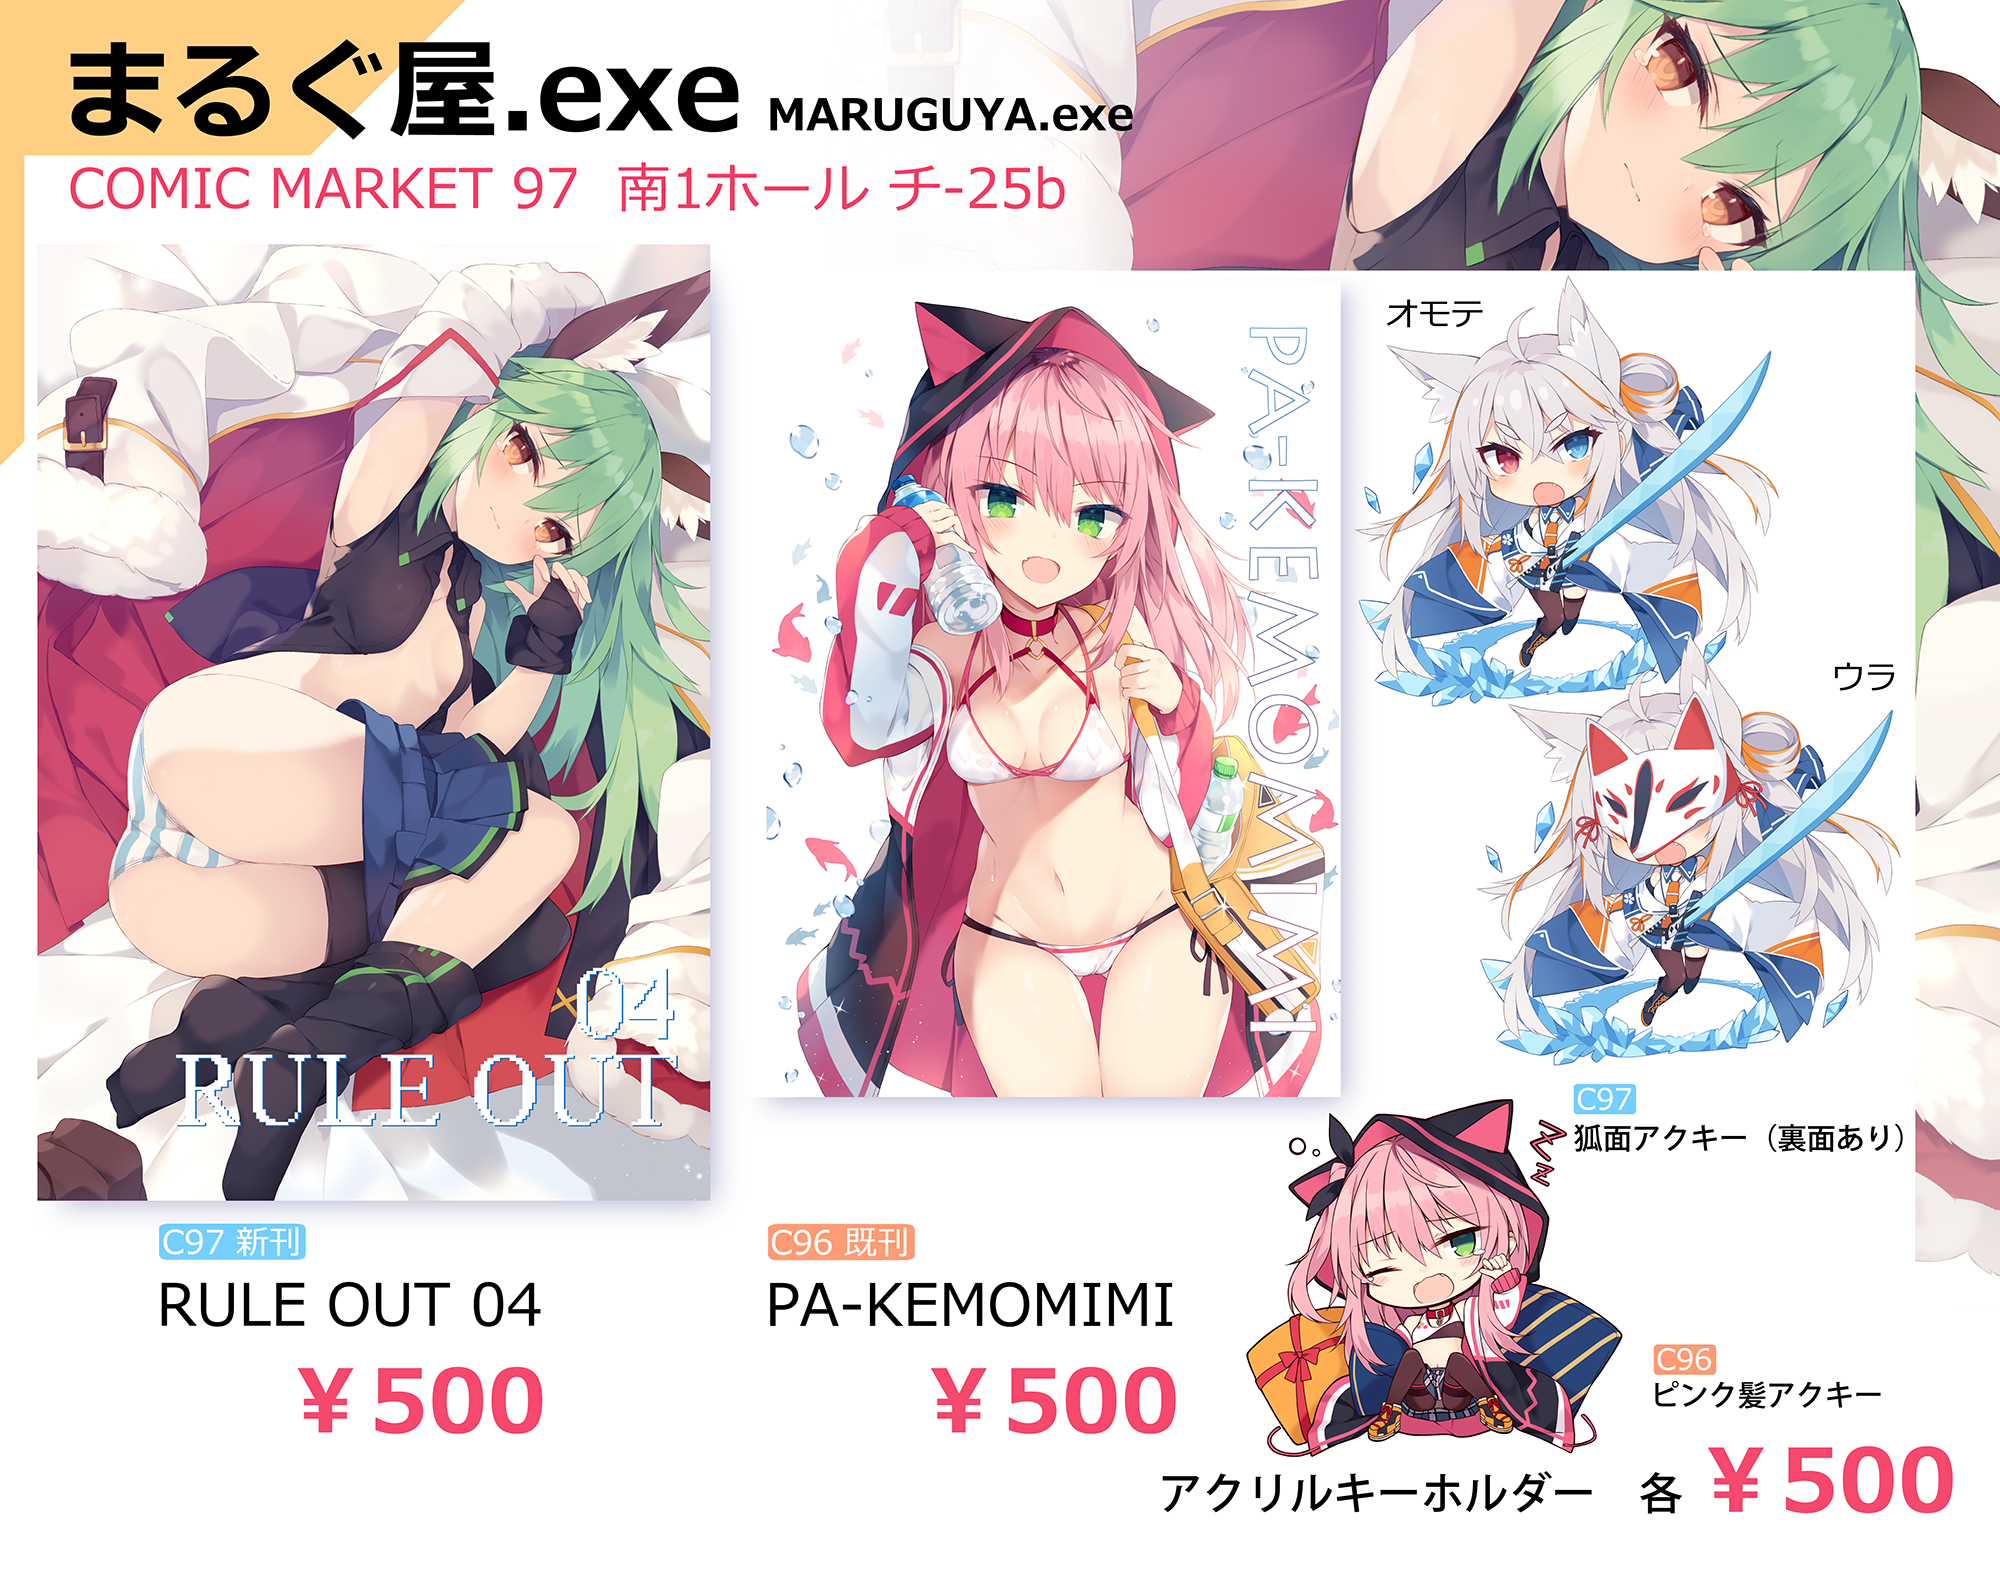 まるぐ屋.exe MARUGUYA.exe
COMIC MARKET 97 南1ホール チ-25b
04
RULE OUT
PA-KEMOMIMI
オモテ
ウラ
C97
狐面アクキー（裏面あり）
C97 新刊
RULE OUT 04
￥500
C96 既刊
PA-KEMOMIMI
￥500
zzz
C96
ピンク髪アクキー
アクリルキーホルダー 各 ￥500